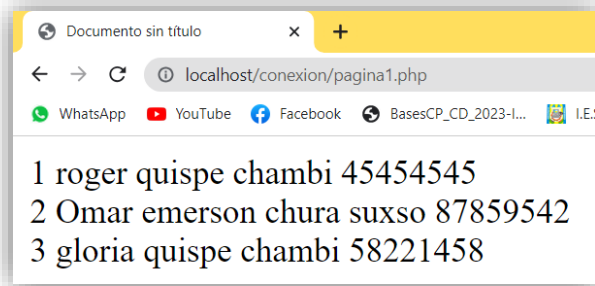 Documento sin título
localhost/conexion/pagina1.php
WhatsApp YouTube Facebook BasesCP_CD_2023-I... I.E.S
1 roger quispe chambi 45454545
2 Omar emerson chura suxso 87859542
3 gloria quispe chambi 58221458